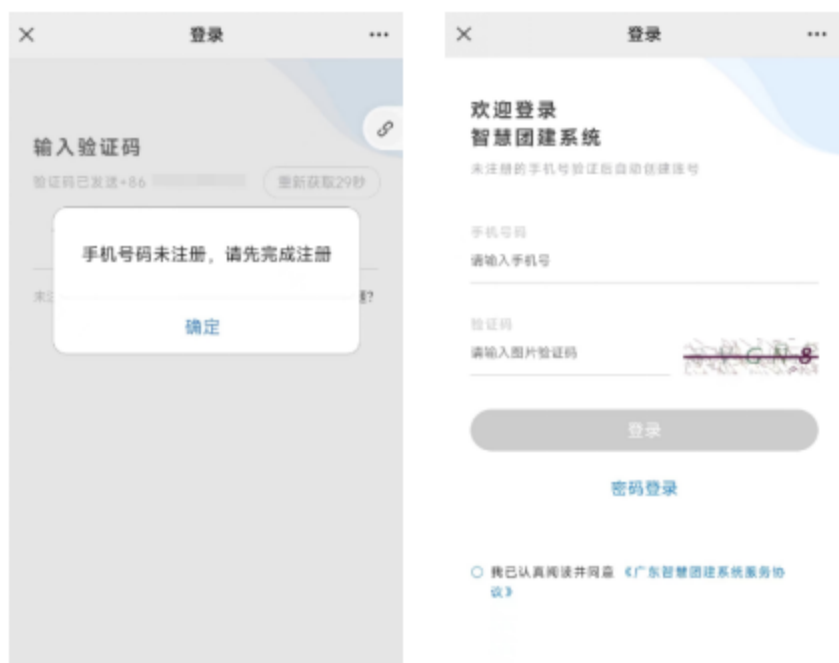 登录
输入验证码
验证码已发送+86
重新获取29秒
手机号码未注册，请先完成注册
未注
题?
确定
登录
欢迎登录
智慧团建系统
未注册的手机号验证后自动创建账号
手机号码
请输入手机号
验证码
请输入图片验证码
登录
密码登录
我已认真阅读并同意 《广东智慧团建系统服务协
议》